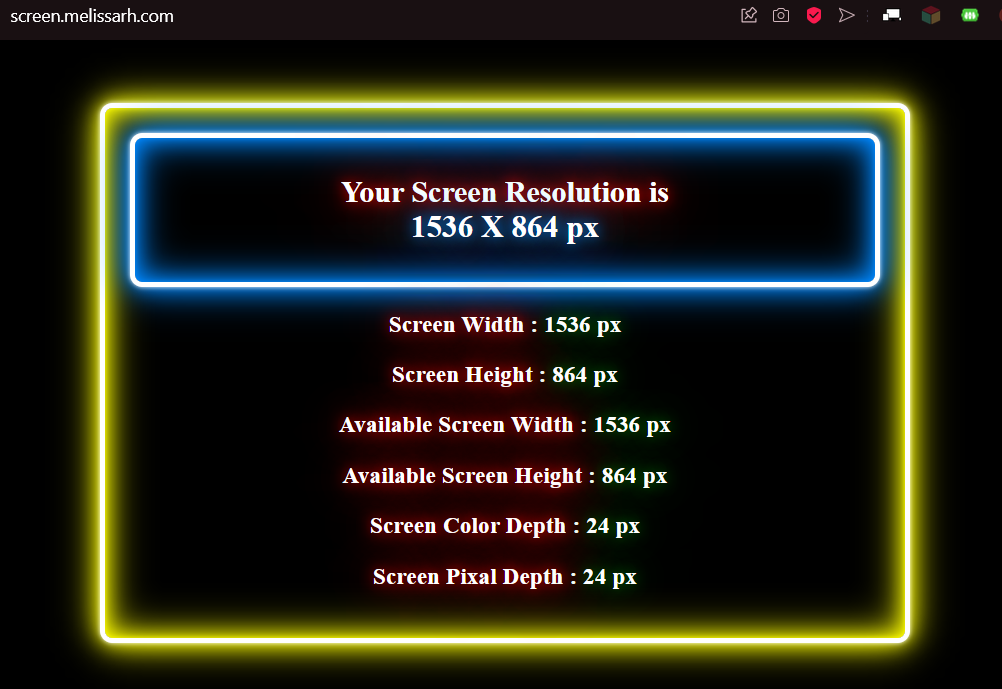 screen.melissarh.com
Your Screen Resolution is
1536 X 864 px
Screen Width : 1536 px
Screen Height : 864 px
Available Screen Width : 1536 px
Available Screen Height : 864 px
Screen Color Depth : 24 px
Screen Pixal Depth : 24 px